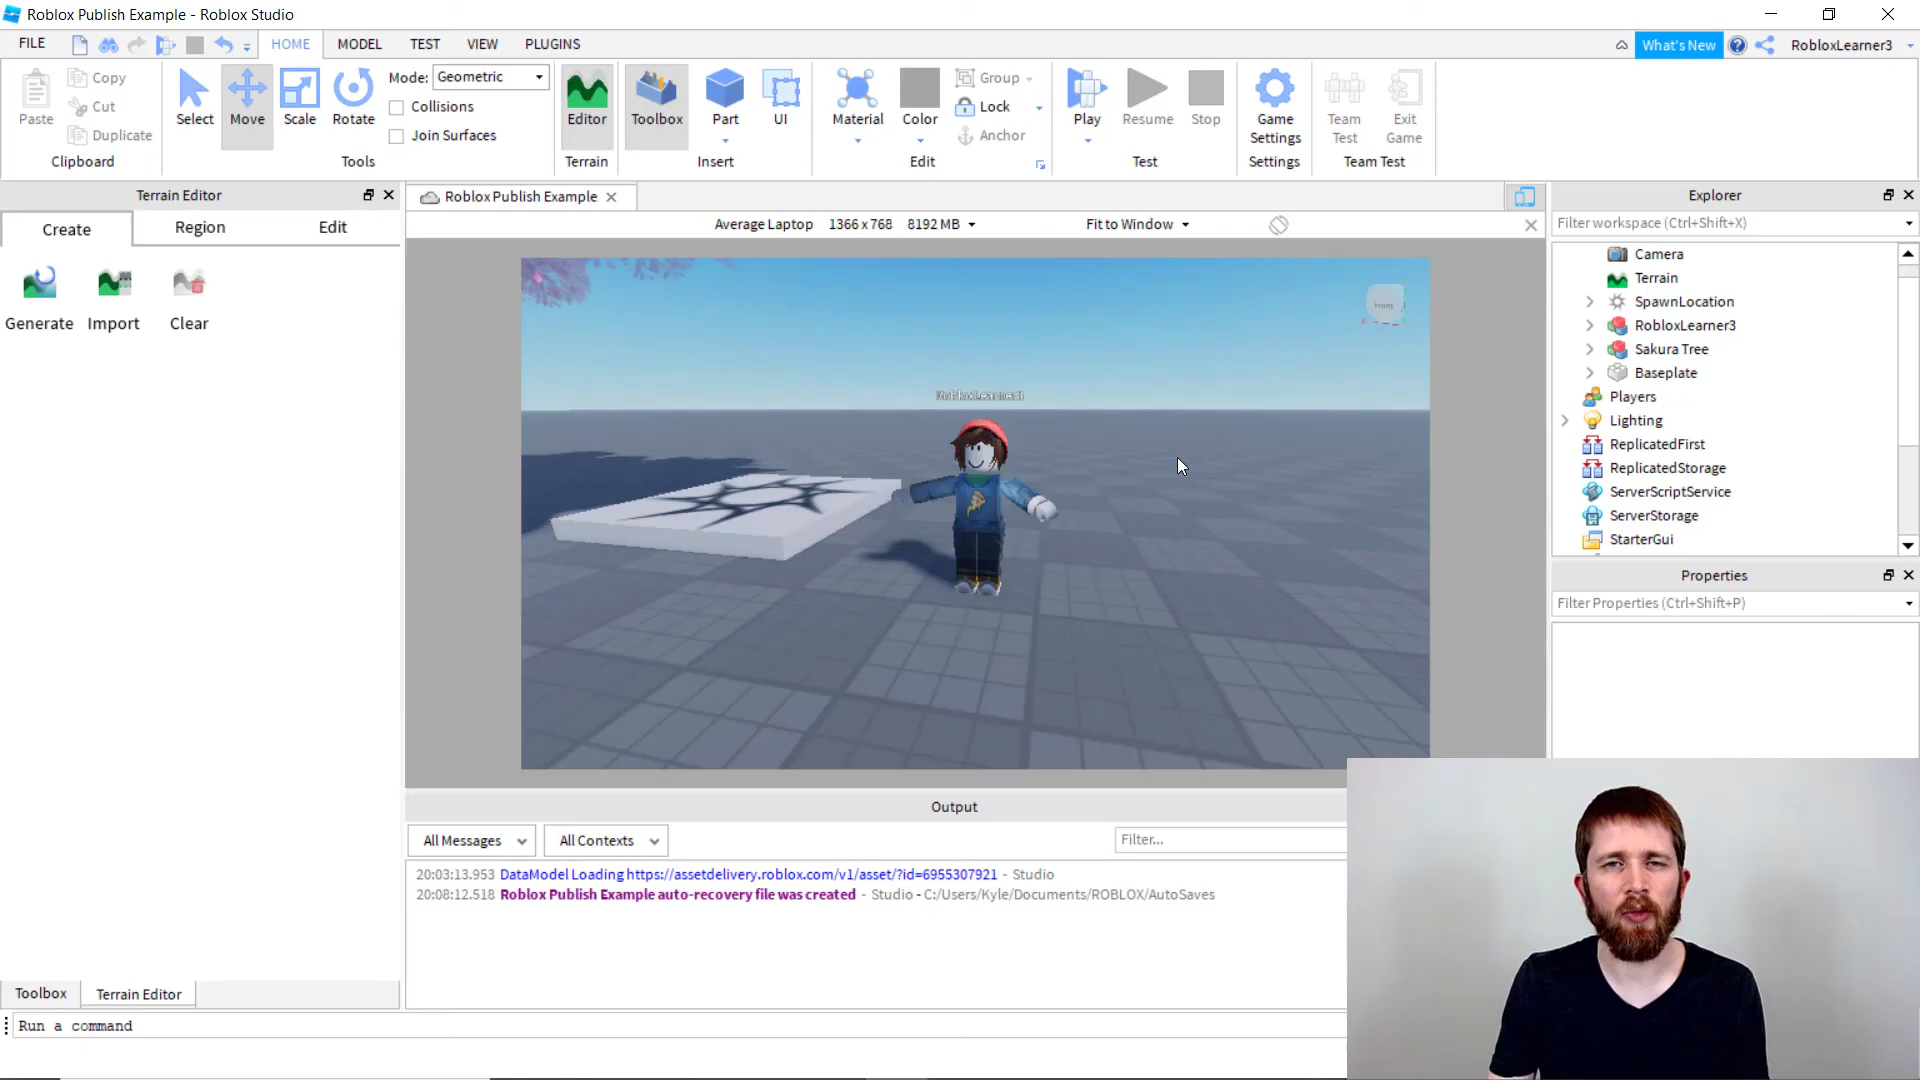 Roblox Publish Example - Roblox Studio
FILE HOME MODEL TEST VIEW PLUGINS What's New RobloxLearner3
Paste Copy Cut Duplicate
Clipboard
Select Move Scale Rotate
Mode: Geometric
Collisions
Join Surfaces
Tools
Editor
Terrain
Toolbox Part UI
Insert
Material Color Group Lock Anchor
Edit
Play Resume Stop
Test
Game Settings
Settings
Team Test
Exit Game
Team Test
Terrain Editor
Create Region Edit
Generate Import Clear
Roblox Publish Example
Average Laptop 1366 x 768 8192 MB Fit to Window
RobloxLearner3
Explorer
Filter workspace (Ctrl+Shift+X)
Camera
Terrain
SpawnLocation
RobloxLearner3
Sakura Tree
Baseplate
Players
Lighting
ReplicatedFirst
ReplicatedStorage
ServerScriptService
ServerStorage
StarterGui
Properties
Filter Properties (Ctrl+Shift+P)
Output
All Messages All Contexts Filter...
20:03:13.953 DataModel Loading https://assetdelivery.roblox.com/v1/asset/?id=6955307921 - Studio
20:08:12.518 Roblox Publish Example auto-recovery file was created - Studio - C:/Users/Kyle/Documents/ROBLOX/AutoSaves
Toolbox Terrain Editor
Run a command